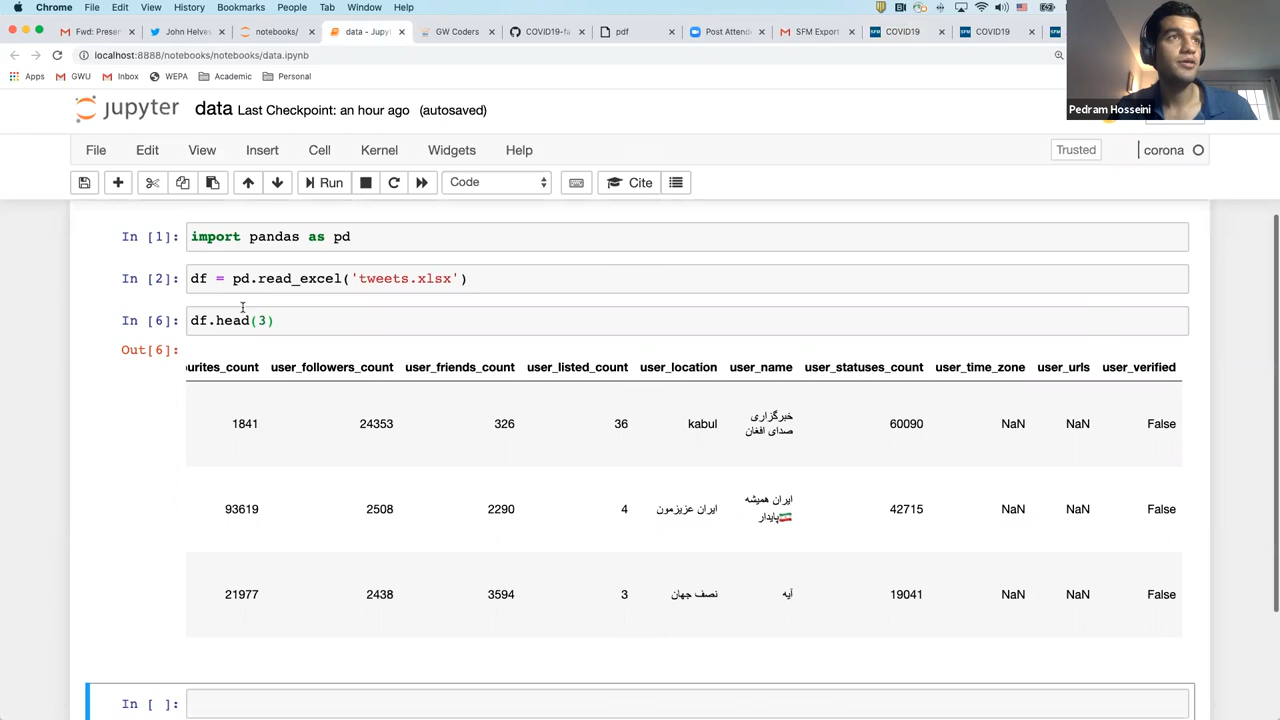 Chrome File Edit View History Bookmarks People Tab Window Help
Fwd: Preser
John Helves
notebooks/
data - Jupyt
GW Coders
COVID19-fa
pdf
Post Attende
SFM Export
COVID19
COVID19
localhost:8888/notebooks/notebooks/data.ipynb
Apps GWU Inbox WEPA Academic Personal
Pedram Hosseini
jupyter data Last Checkpoint: an hour ago (autosaved)
File Edit View Insert Cell Kernel Widgets Help
Trusted
corona
Run Code Cite
In [1]: import pandas as pd
In [2]: df = pd.read_excel('tweets.xlsx')
In [6]: df.head(3)
Out[6]:
urites_count user_followers_count user_friends_count user_listed_count user_location user_name user_statuses_count user_time_zone user_urls user_verified
1841 24353 326 36 kabul خبرگزاری صدای افغان 60090 NaN NaN False
93619 2508 2290 4 ایران عزیزمون ایران همیشه پایدار🇮🇷 42715 NaN NaN False
21977 2438 3594 3 نصف جهان آیه 19041 NaN NaN False
In [ ]: